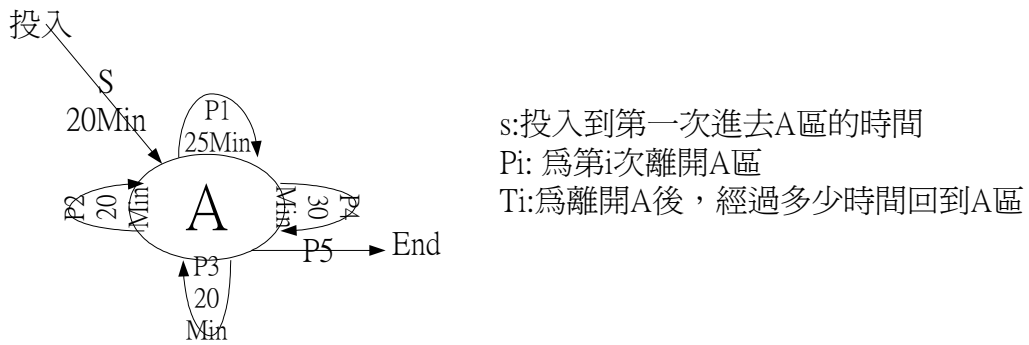 投入
S
20Min
P1
25Min
P2
20
Min
A
P3
20
Min
P4
30
Min
P5
End
s:投入到第一次進去A區的時間
Pi: 為第i次離開A區
Ti:為離開A後，經過多少時間回到A區